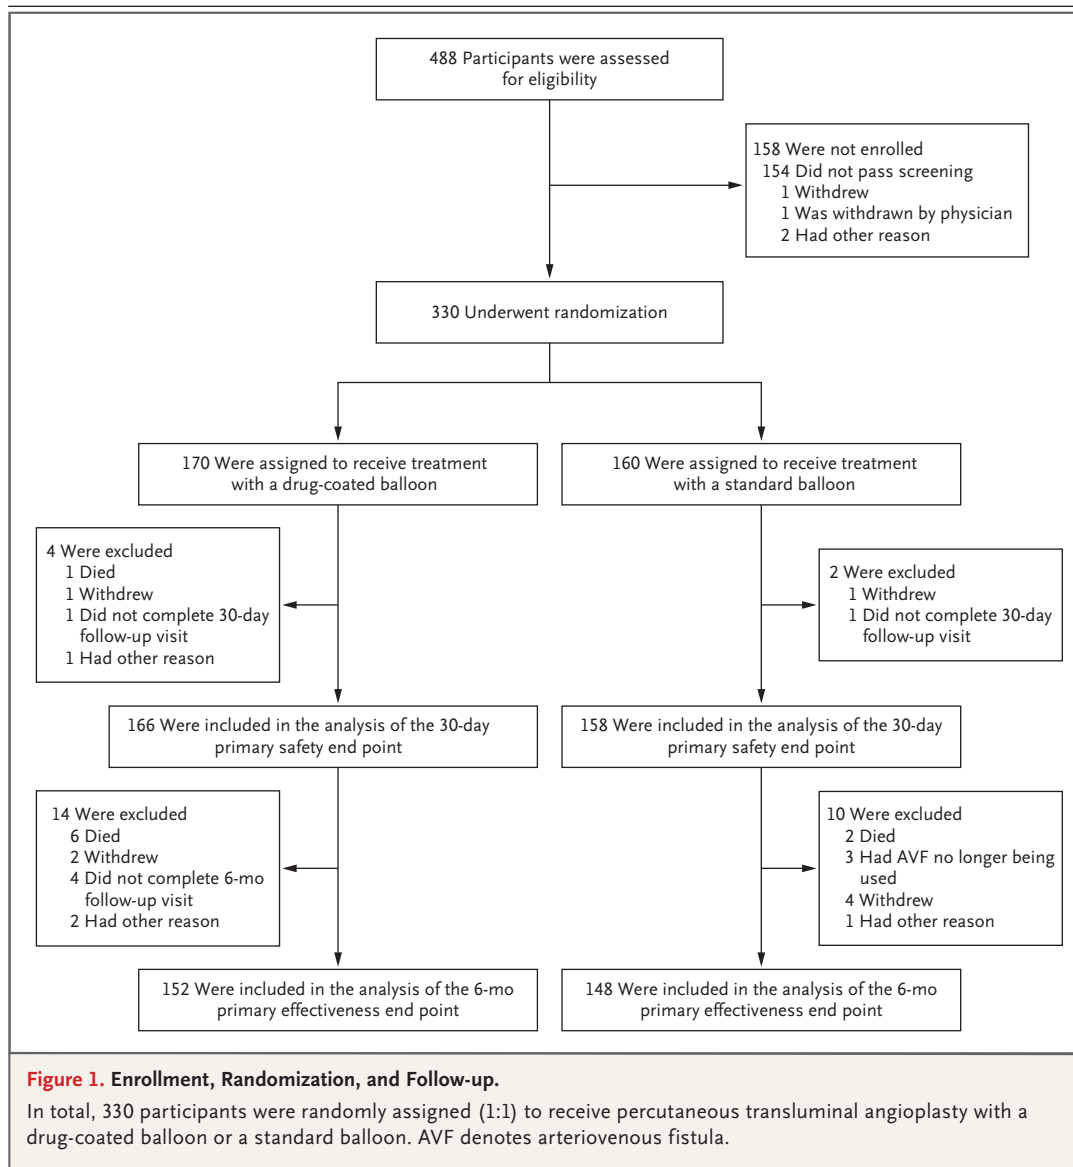 488 Participants were assessed
for eligibility
158 Were not enrolled
154 Did not pass screening
1 Withdrew
1 Was withdrawn by physician
2 Had other reason
330 Underwent randomization
170 Were assigned to receive treatment
with a drug-coated balloon
160 Were assigned to receive treatment
with a standard balloon
4 Were excluded
1 Died
1 Withdrew
1 Did not complete 30-day
follow-up visit
1 Had other reason
2 Were excluded
1 Withdrew
1 Did not complete 30-day
follow-up visit
166 Were included in the analysis of the 30-day
primary safety end point
158 Were included in the analysis of the 30-day
primary safety end point
14 Were excluded
6 Died
2 Withdrew
4 Did not complete 6-mo
follow-up visit
2 Had other reason
10 Were excluded
2 Died
3 Had AVF no longer being
used
4 Withdrew
1 Had other reason
152 Were included in the analysis of the 6-mo
primary effectiveness end point
148 Were included in the analysis of the 6-mo
primary effectiveness end point
Figure 1. Enrollment, Randomization, and Follow-up.
In total, 330 participants were randomly assigned (1:1) to receive percutaneous transluminal angioplasty with a
drug-coated balloon or a standard balloon. AVF denotes arteriovenous fistula.